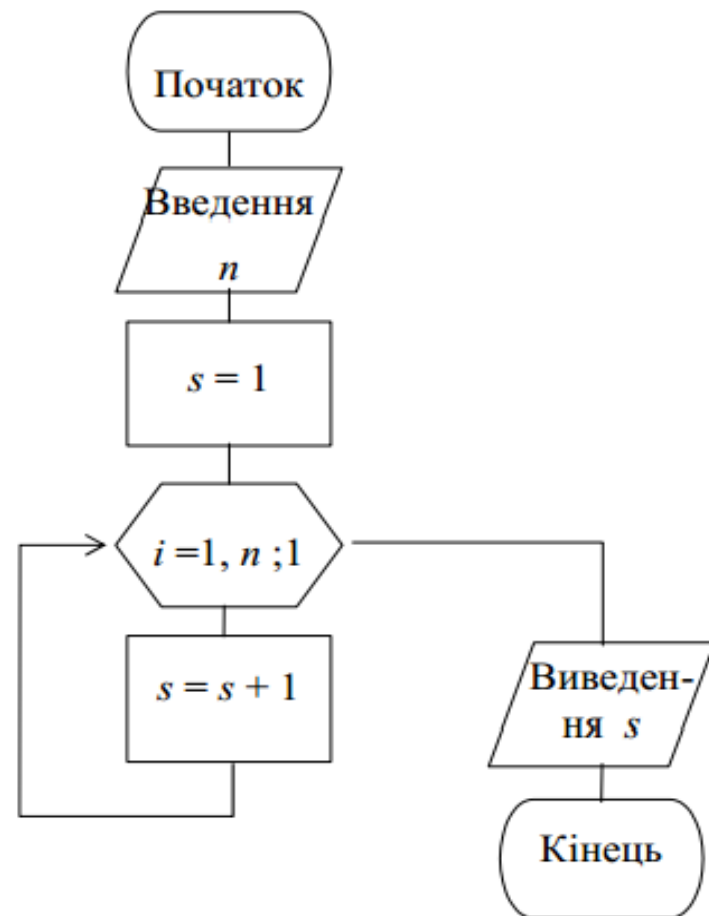 Початок
Введення
n
s = 1
i =1, n ;1
s = s + 1
Виведен-
ня s
Кінець